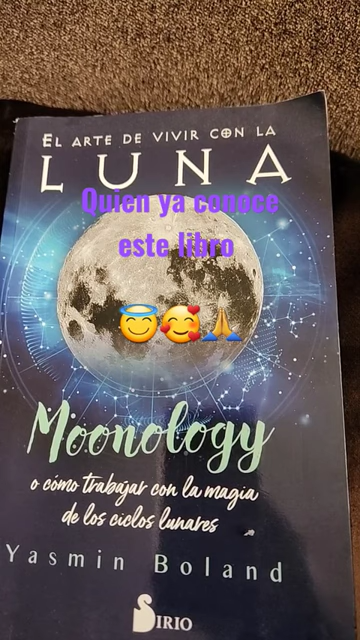 EL ARTE DE VIVIR CON LA
LUNA
Quien ya conoce
este libro
😇🥰🙏
Moonology
o cómo trabajar con la magia
de los ciclos lunares
Yasmin Boland
SIRIO